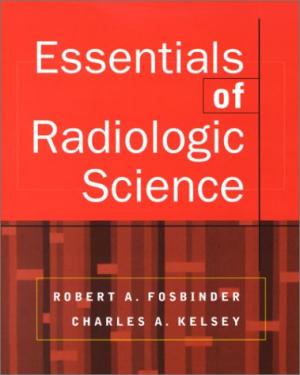 Essentials
of
Radiologic
Science
ROBERT A. FOSBINDER
CHARLES A. KELSEY